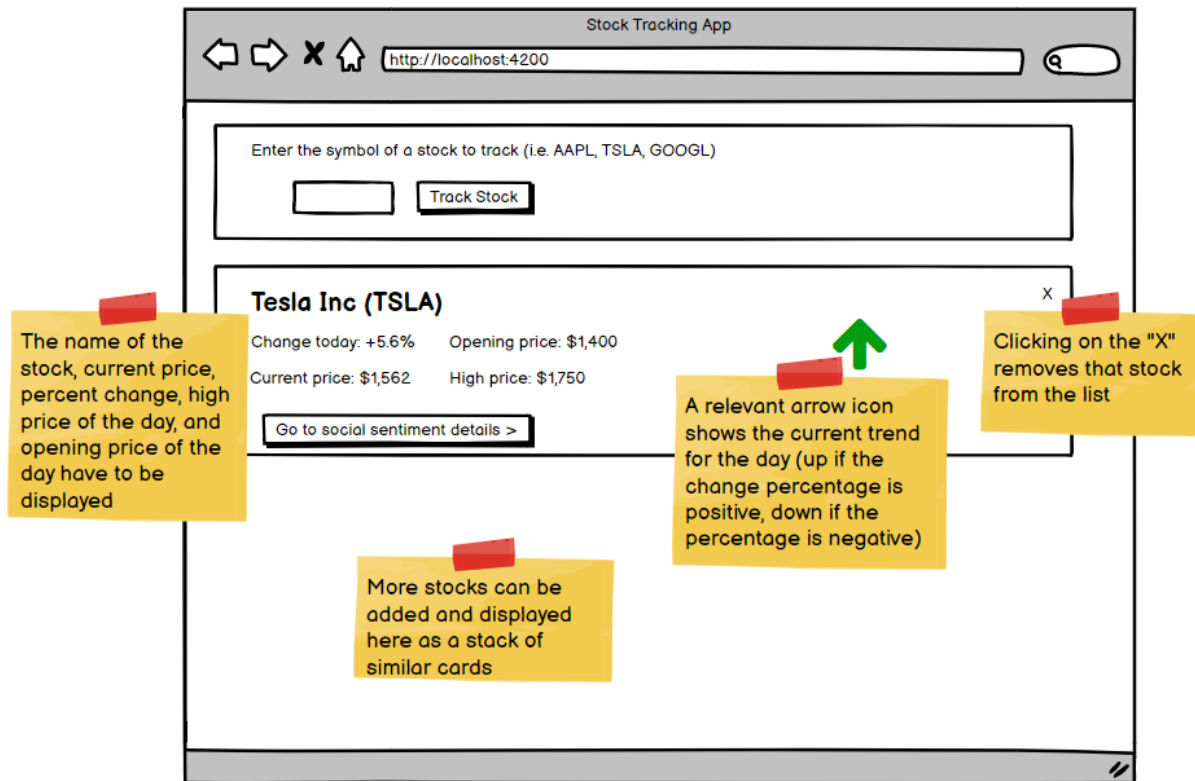 Stock Tracking App
http://localhost:4200
Enter the symbol of a stock to track (i.e. AAPL, TSLA, GOOGL)
Track Stock
Tesla Inc (TSLA)
X
Change today: +5.6%
Opening price: $1,400
Current price: $1,562
High price: $1,750
Go to social sentiment details >
The name of the
stock, current price,
percent change, high
price of the day, and
opening price of the
day have to be
displayed
Clicking on the "X"
removes that stock
from the list
A relevant arrow icon
shows the current trend
for the day (up if the
change percentage is
positive, down if the
percentage is negative)
More stocks can be
added and displayed
here as a stack of
similar cards